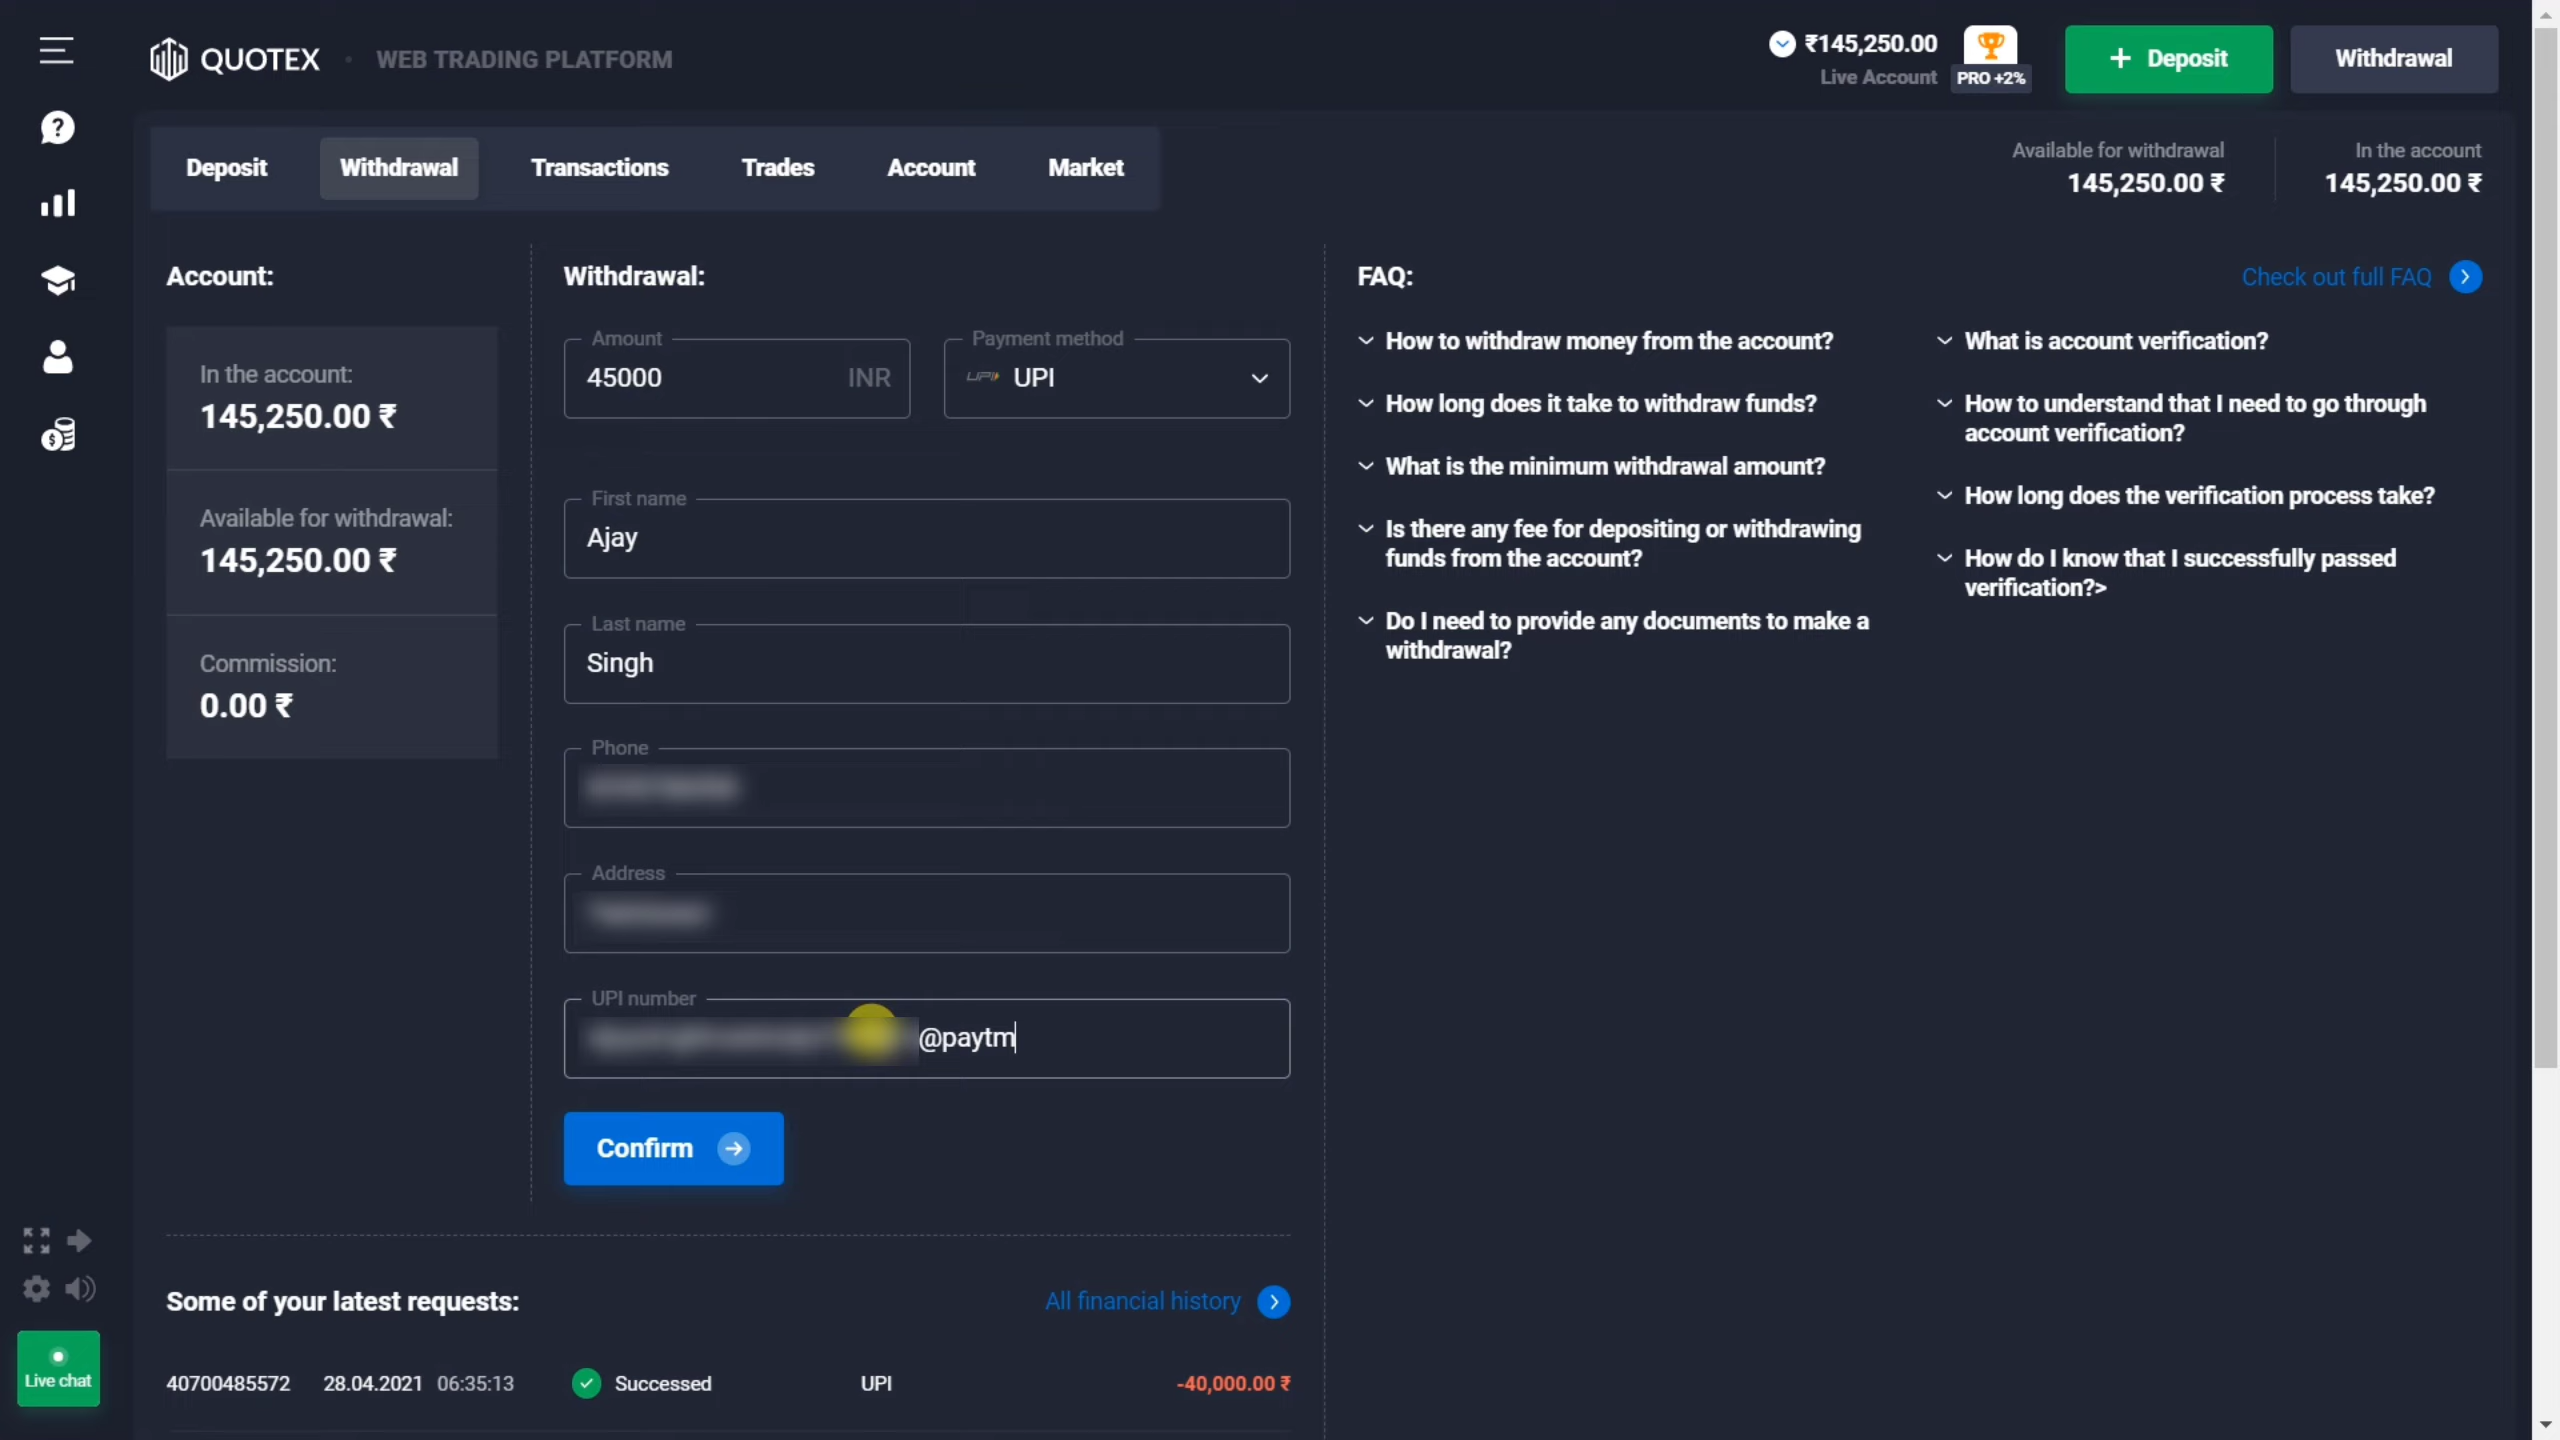 QUOTEX • WEB TRADING PLATFORM
₹145,250.00
Live Account
PRO +2%
+ Deposit
Withdrawal
Deposit
Withdrawal
Transactions
Trades
Account
Market
Available for withdrawal
145,250.00 ₹
In the account
145,250.00 ₹
Account:
In the account:
145,250.00 ₹
Available for withdrawal:
145,250.00 ₹
Commission:
0.00 ₹
Withdrawal:
Amount
45000 INR
Payment method
UPI UPI
First name
Ajay
Last name
Singh
Phone
Address
UPI number
@paytm
Confirm
FAQ:
Check out full FAQ
How to withdraw money from the account?
How long does it take to withdraw funds?
What is the minimum withdrawal amount?
Is there any fee for depositing or withdrawing
funds from the account?
Do I need to provide any documents to make a
withdrawal?
What is account verification?
How to understand that I need to go through
account verification?
How long does the verification process take?
How do I know that I successfully passed
verification?>
Some of your latest requests:
All financial history
40700485572 28.04.2021 06:35:13 Successed UPI -40,000.00 ₹
Live chat